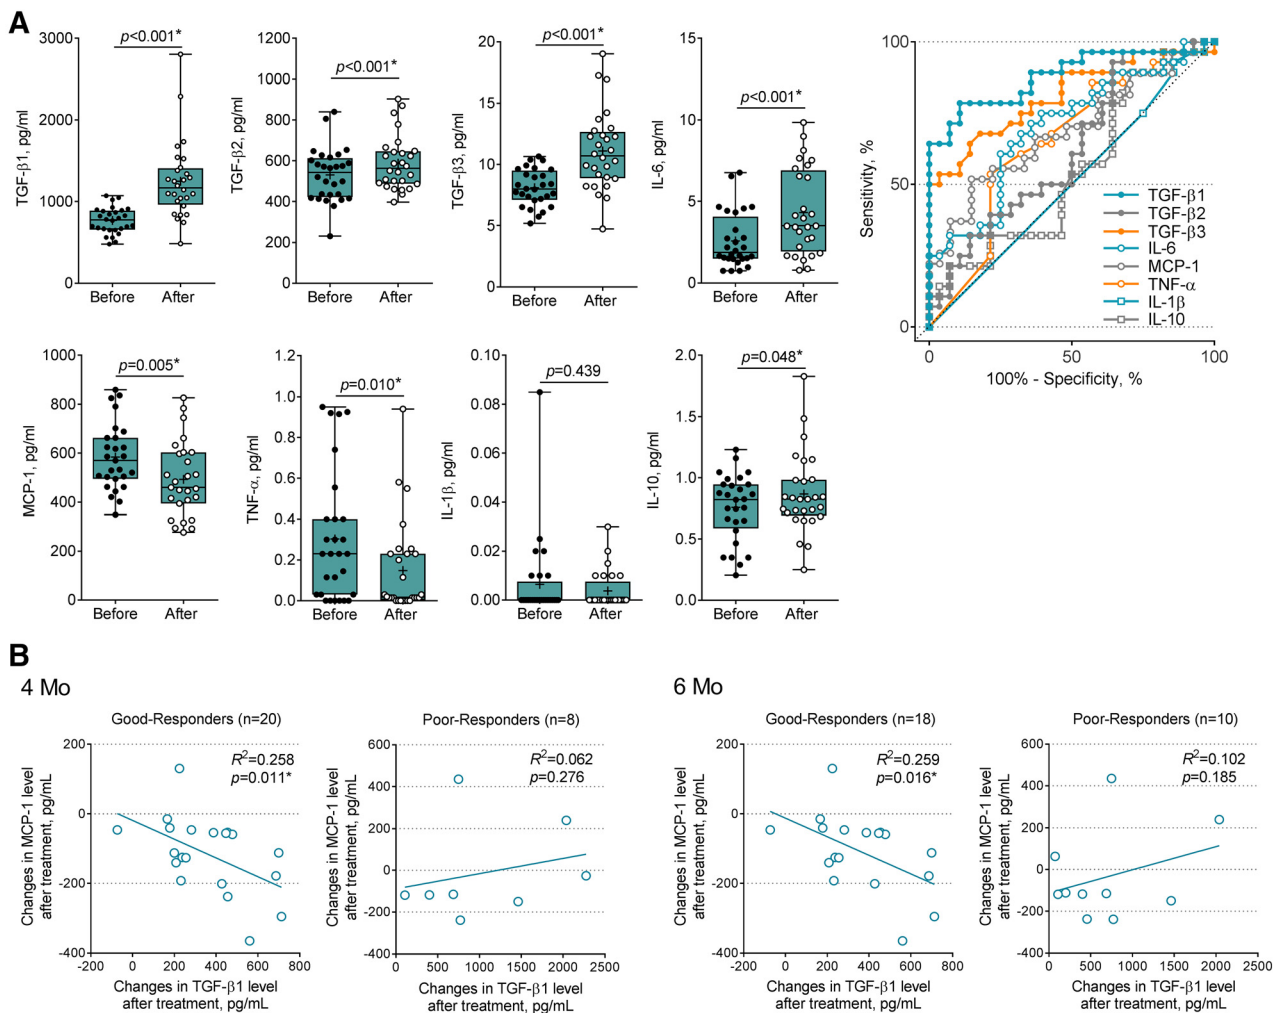 A
TGF-β1, pg/ml
3000
2000
1000
0
p<0.001*
Before
After
TGF-β2, pg/ml
1200
1000
800
600
400
200
0
p<0.001*
Before
After
TGF-β3, pg/ml
20
15
10
5
0
p<0.001*
Before
After
IL-6, pg/ml
15
10
5
0
p<0.001*
Before
After
Sensitivity, %
100
50
0
TGF-β1
TGF-β2
TGF-β3
IL-6
MCP-1
TNF-α
IL-1β
IL-10
0
50
100
100% - Specificity, %
MCP-1, pg/ml
1000
800
600
400
200
0
p=0.005*
Before
After
TNF-α, pg/ml
1.2
1.0
0.8
0.6
0.4
0.2
0.0
p=0.010*
Before
After
IL-1β, pg/ml
0.10
0.08
0.06
0.04
0.02
0.00
p=0.439
Before
After
IL-10, pg/ml
2.0
1.5
1.0
0.5
0.0
p=0.048*
Before
After
B
4 Mo
Good-Responders (n=20)
Changes in MCP-1 level
after treatment, pg/mL
200
0
-200
-400
R²=0.258
p=0.011*
-200
0
200
400
600
800
Changes in TGF-β1 level
after treatment, pg/mL
Poor-Responders (n=8)
Changes in MCP-1 level
after treatment, pg/mL
600
400
200
0
-200
-400
R²=0.062
p=0.276
0
500
1000
1500
2000
2500
Changes in TGF-β1 level
after treatment, pg/mL
6 Mo
Good-Responders (n=18)
Changes in MCP-1 level
after treatment, pg/mL
200
0
-200
-400
R²=0.259
p=0.016*
-200
0
200
400
600
800
Changes in TGF-β1 level
after treatment, pg/mL
Poor-Responders (n=10)
Changes in MCP-1 level
after treatment, pg/mL
600
400
200
0
-200
-400
R²=0.102
p=0.185
0
500
1000
1500
2000
2500
Changes in TGF-β1 level
after treatment, pg/mL